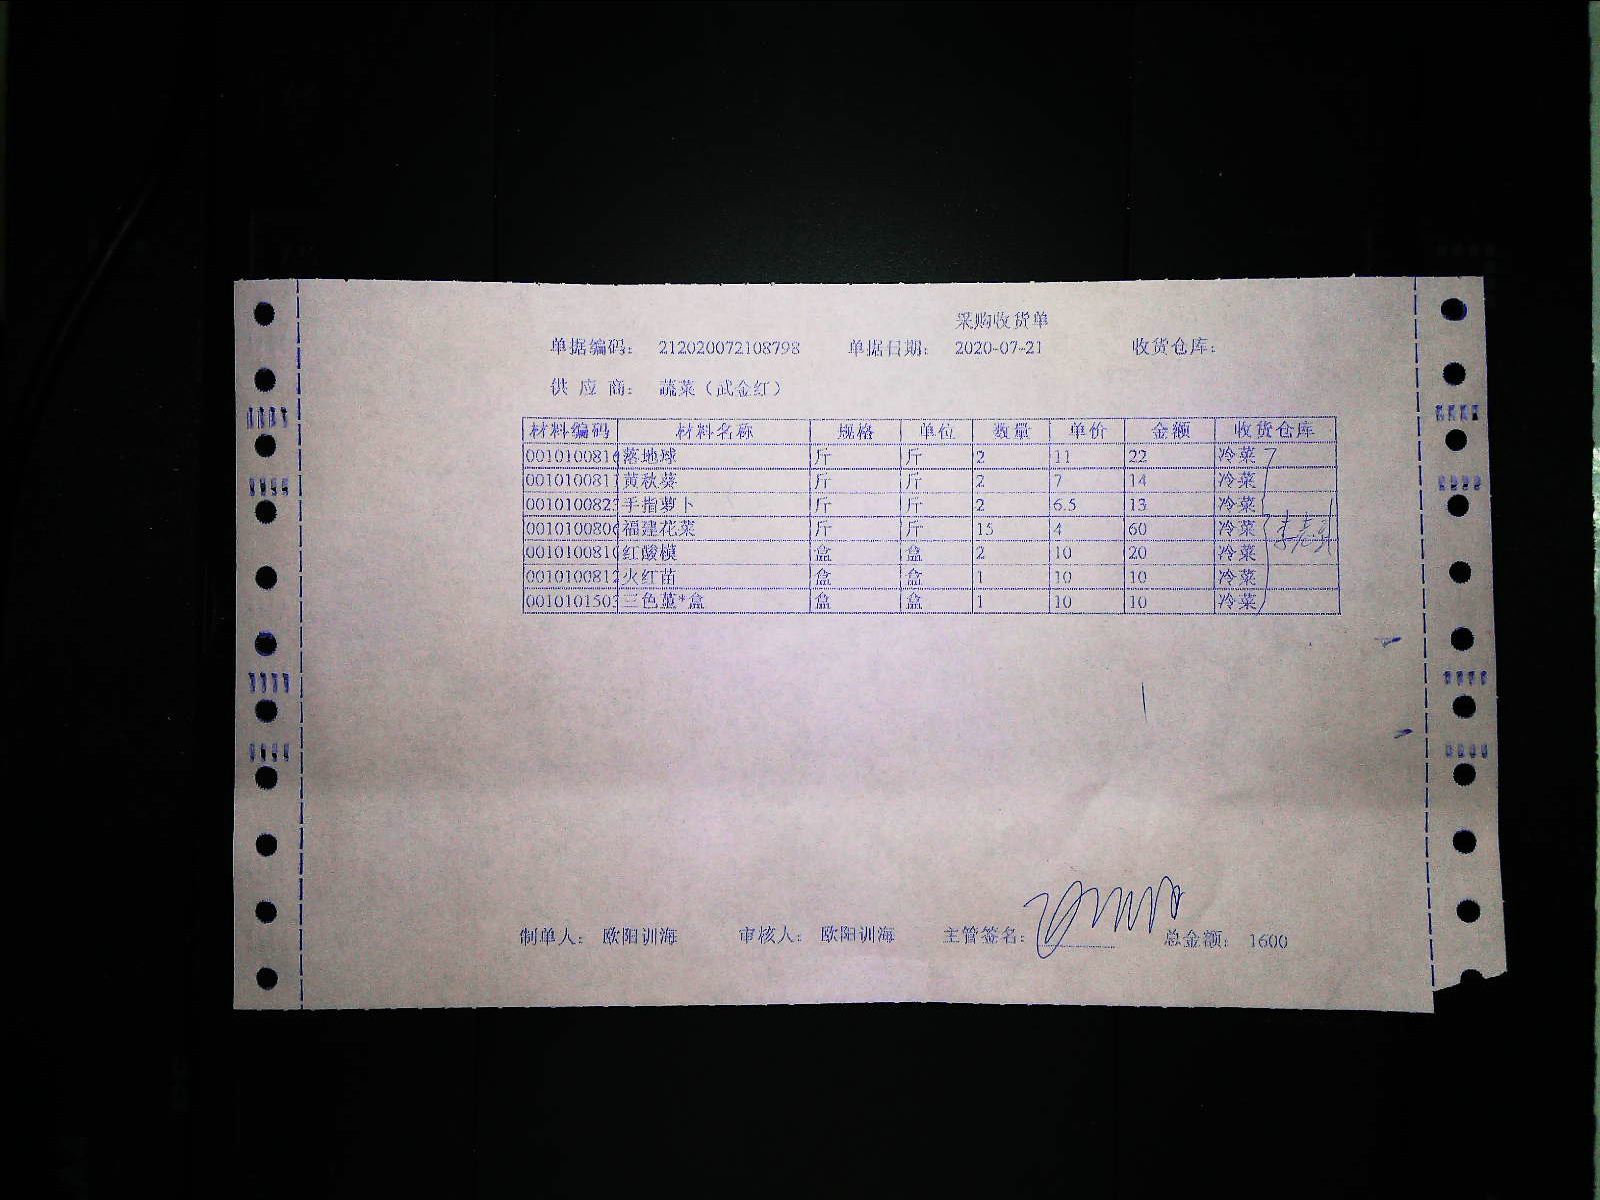 采购收货单
单据编码： 212020072108798 单据日期： 2020-07-21 收货仓库：
供 应 商： 蔬菜（武金红）
材料编码 材料名称 规格 单位 数量 单价 金额 收货仓库
001010081 落地球 斤 斤 2 11 22 冷菜
001010081 黄秋葵 斤 斤 2 7 14 冷菜
001010082 手指萝卜 斤 斤 2 6.5 13 冷菜
001010080 福建花菜 斤 斤 15 4 60 冷菜
001010081 红酸模 盒 盒 2 10 20 冷菜
001010081 火红苗 盒 盒 1 10 10 冷菜
001010150 三色堇*盒 盒 盒 1 10 10 冷菜
制单人： 欧阳训海 审核人： 欧阳训海 主管签名： 总金额： 1600